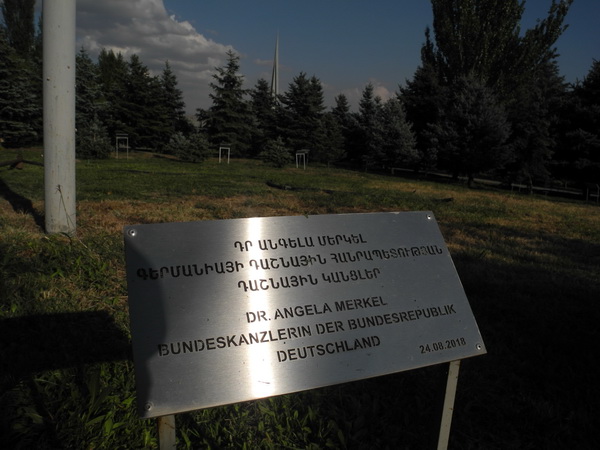 ԴՐ ԱՆԳԵԼԱ ՄԵՐԿԵԼ
ԳԵՐՄԱՆԻԱՅԻ ԴԱՇՆԱՅԻՆ ՀԱՆՐԱՊԵՏՈՒԹՅԱՆ
ԴԱՇՆԱՅԻՆ ԿԱՆՑԼԵՐ
DR. ANGELA MERKEL
BUNDESKANZLERIN DER BUNDESREPUBLIK
DEUTSCHLAND
24.08.2018